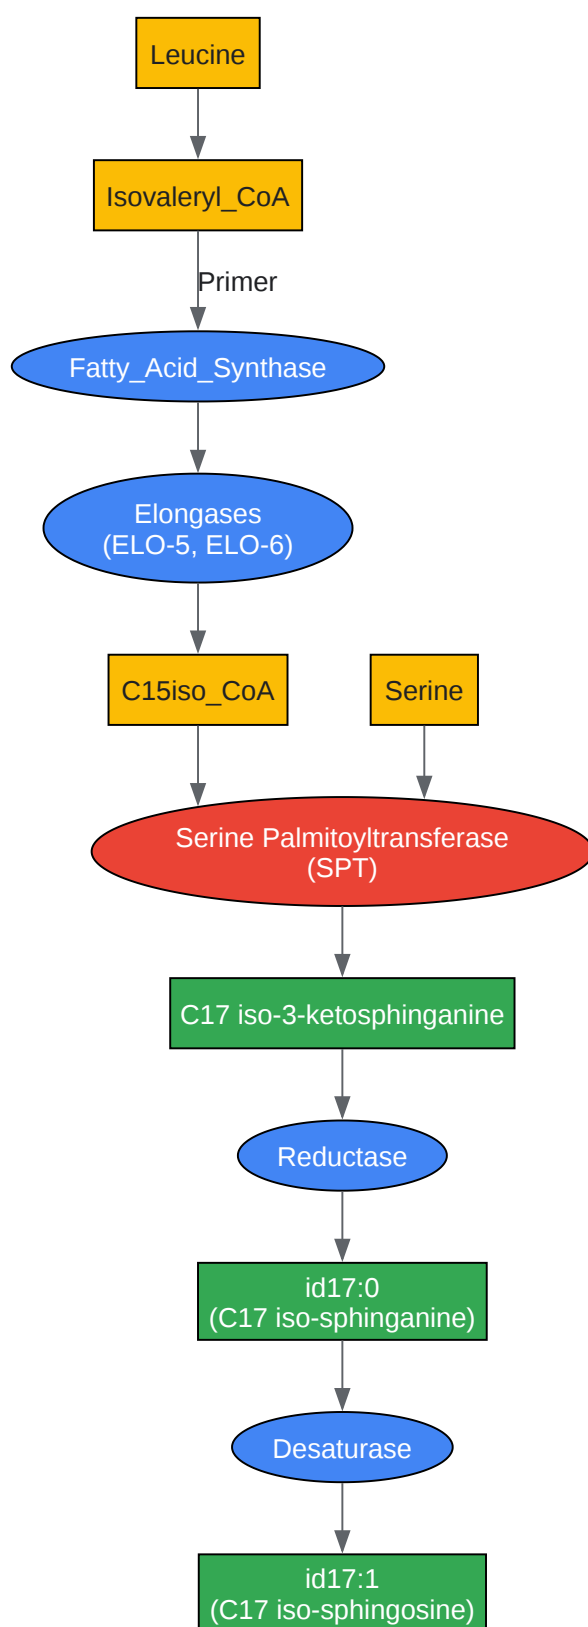 Leucine
Isovaleryl_CoA
Primer
Fatty_Acid_Synthase
Elongases
(ELO-5, ELO-6)
C15iso_CoA
Serine
Serine Palmitoyltransferase
(SPT)
C17 iso-3-ketosphinganine
Reductase
id17:0
(C17 iso-sphinganine)
Desaturase
id17:1
(C17 iso-sphingosine)